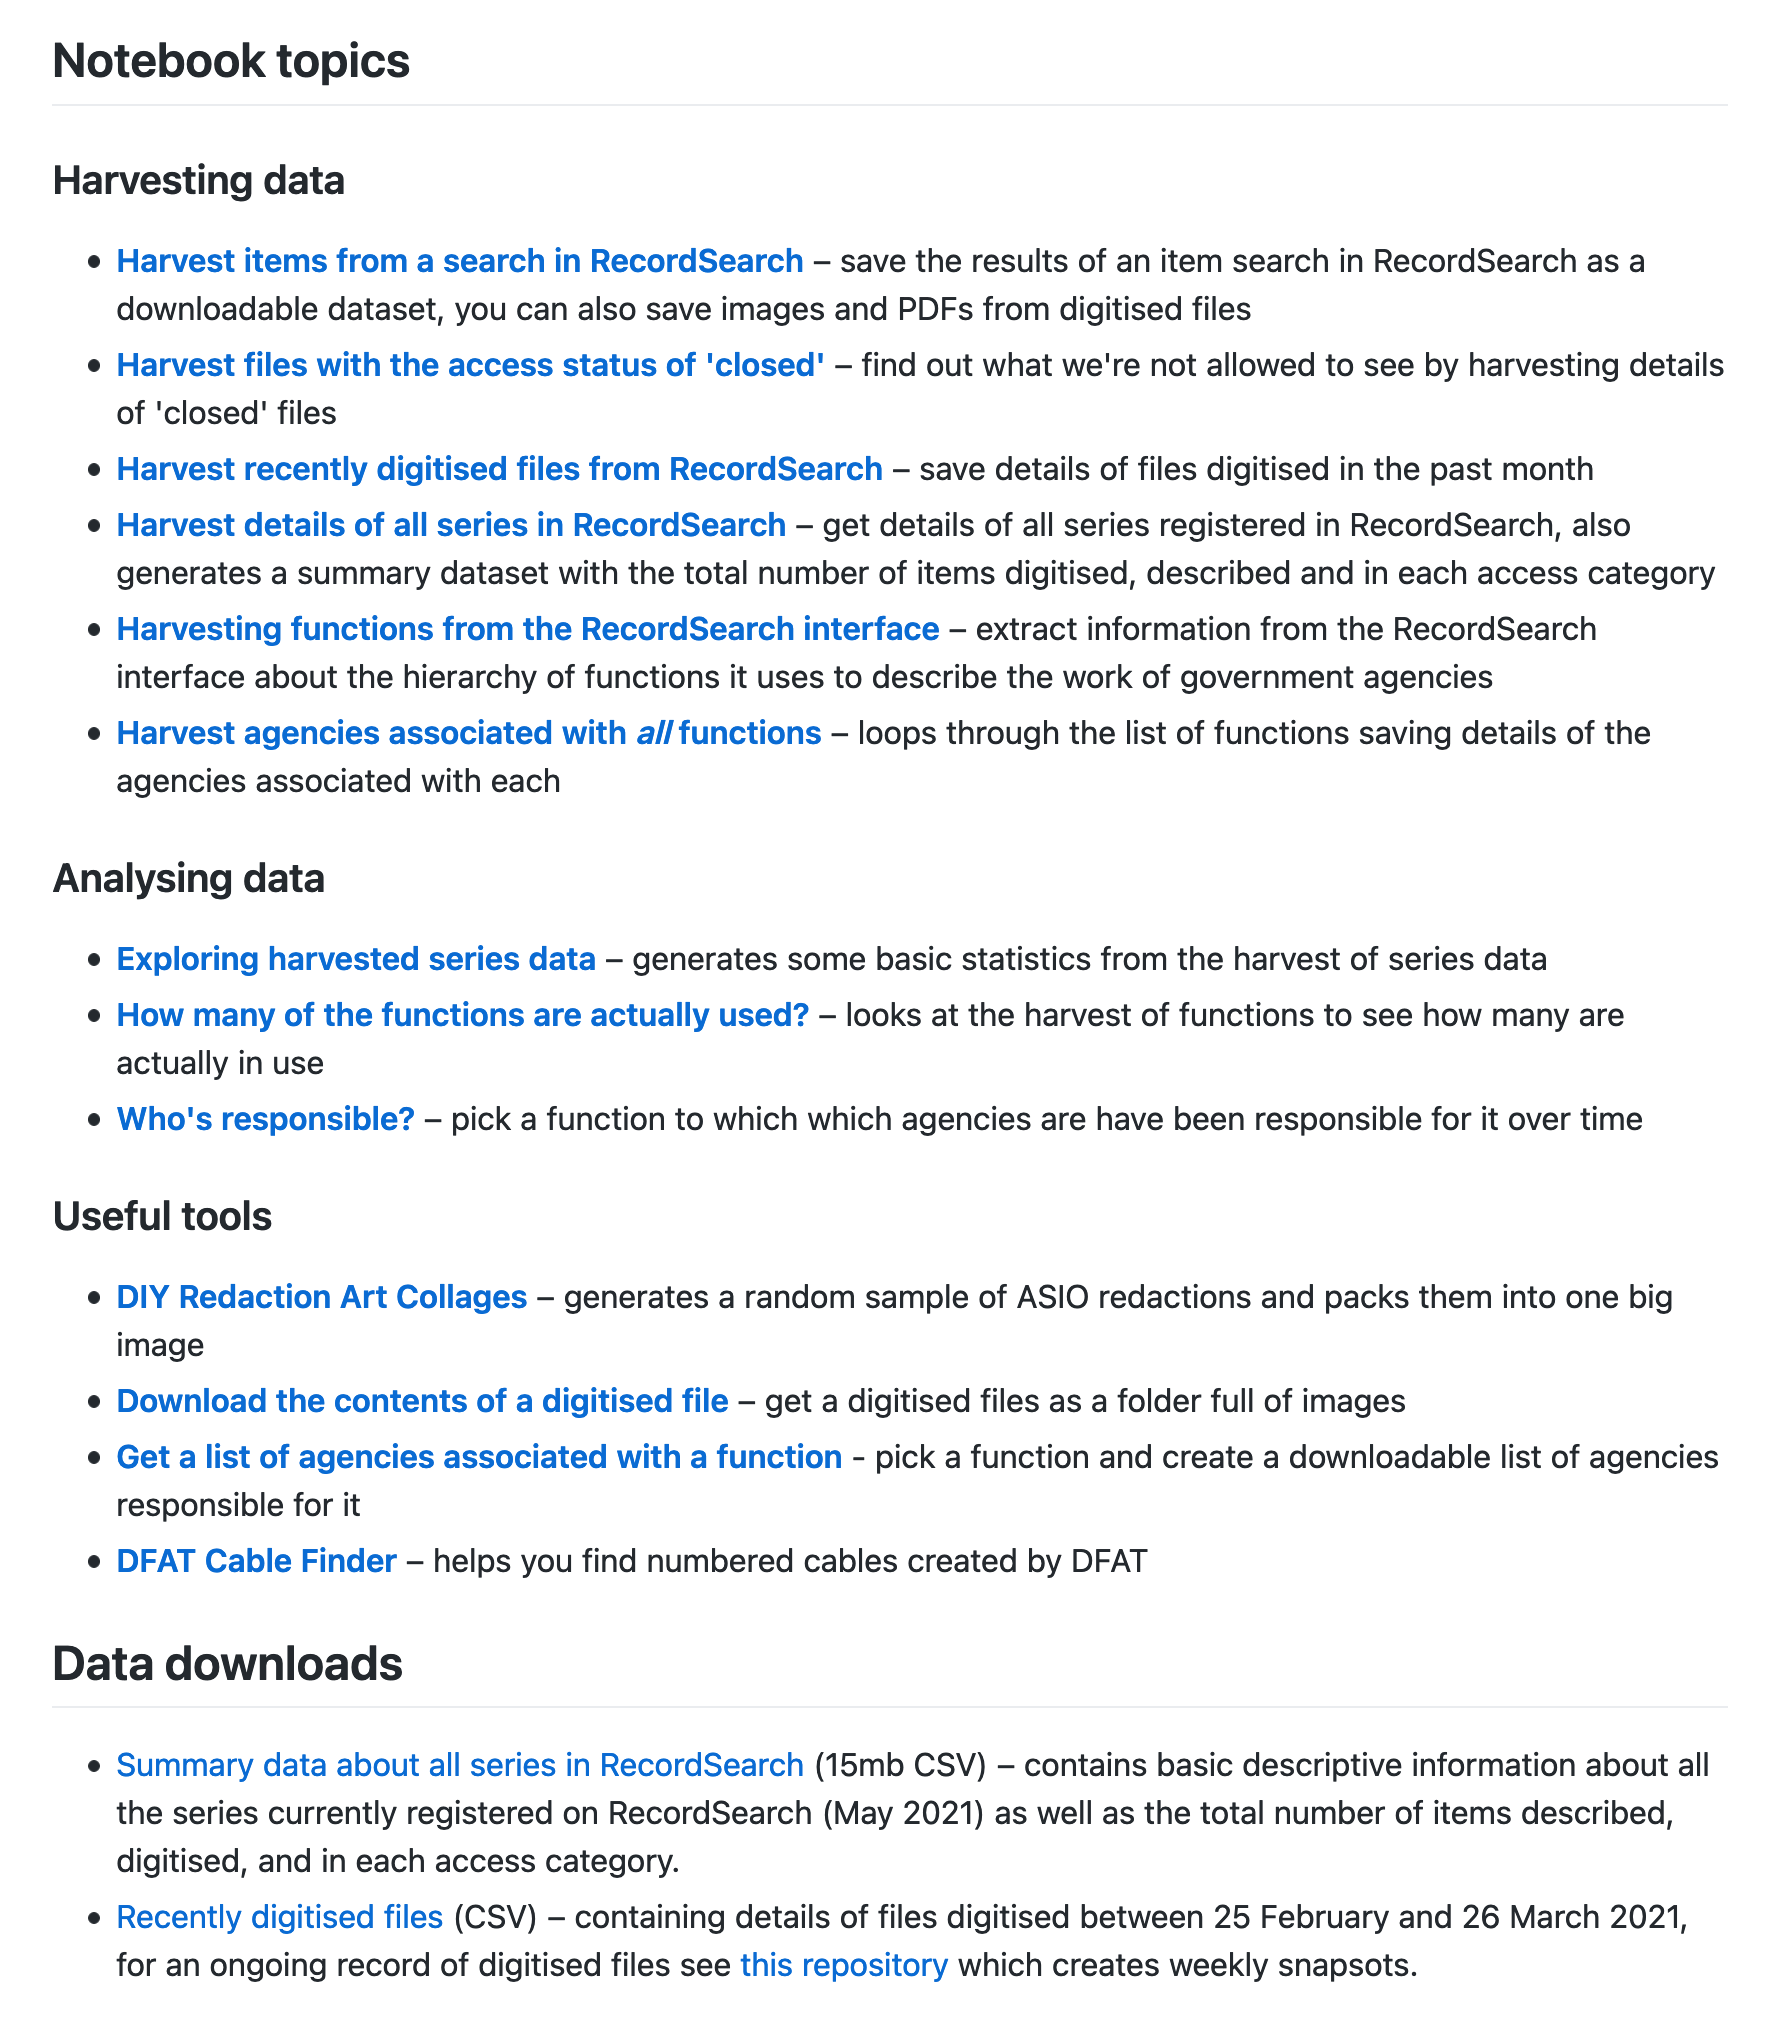 Notebook topics
Harvesting data
Harvest items from a search in RecordSearch – save the results of an item search in RecordSearch as a
downloadable dataset, you can also save images and PDFs from digitised files
Harvest files with the access status of 'closed' – find out what we're not allowed to see by harvesting details
of 'closed' files
Harvest recently digitised files from RecordSearch – save details of files digitised in the past month
Harvest details of all series in RecordSearch – get details of all series registered in RecordSearch, also
generates a summary dataset with the total number of items digitised, described and in each access category
Harvesting functions from the RecordSearch interface – extract information from the RecordSearch
interface about the hierarchy of functions it uses to describe the work of government agencies
Harvest agencies associated with all functions – loops through the list of functions saving details of the
agencies associated with each
Analysing data
Exploring harvested series data – generates some basic statistics from the harvest of series data
How many of the functions are actually used? – looks at the harvest of functions to see how many are
actually in use
Who's responsible? – pick a function to which which agencies are have been responsible for it over time
Useful tools
DIY Redaction Art Collages – generates a random sample of ASIO redactions and packs them into one big
image
Download the contents of a digitised file – get a digitised files as a folder full of images
Get a list of agencies associated with a function - pick a function and create a downloadable list of agencies
responsible for it
DFAT Cable Finder – helps you find numbered cables created by DFAT
Data downloads
Summary data about all series in RecordSearch (15mb CSV) – contains basic descriptive information about all
the series currently registered on RecordSearch (May 2021) as well as the total number of items described,
digitised, and in each access category.
Recently digitised files (CSV) – containing details of files digitised between 25 February and 26 March 2021,
for an ongoing record of digitised files see this repository which creates weekly snapsots.